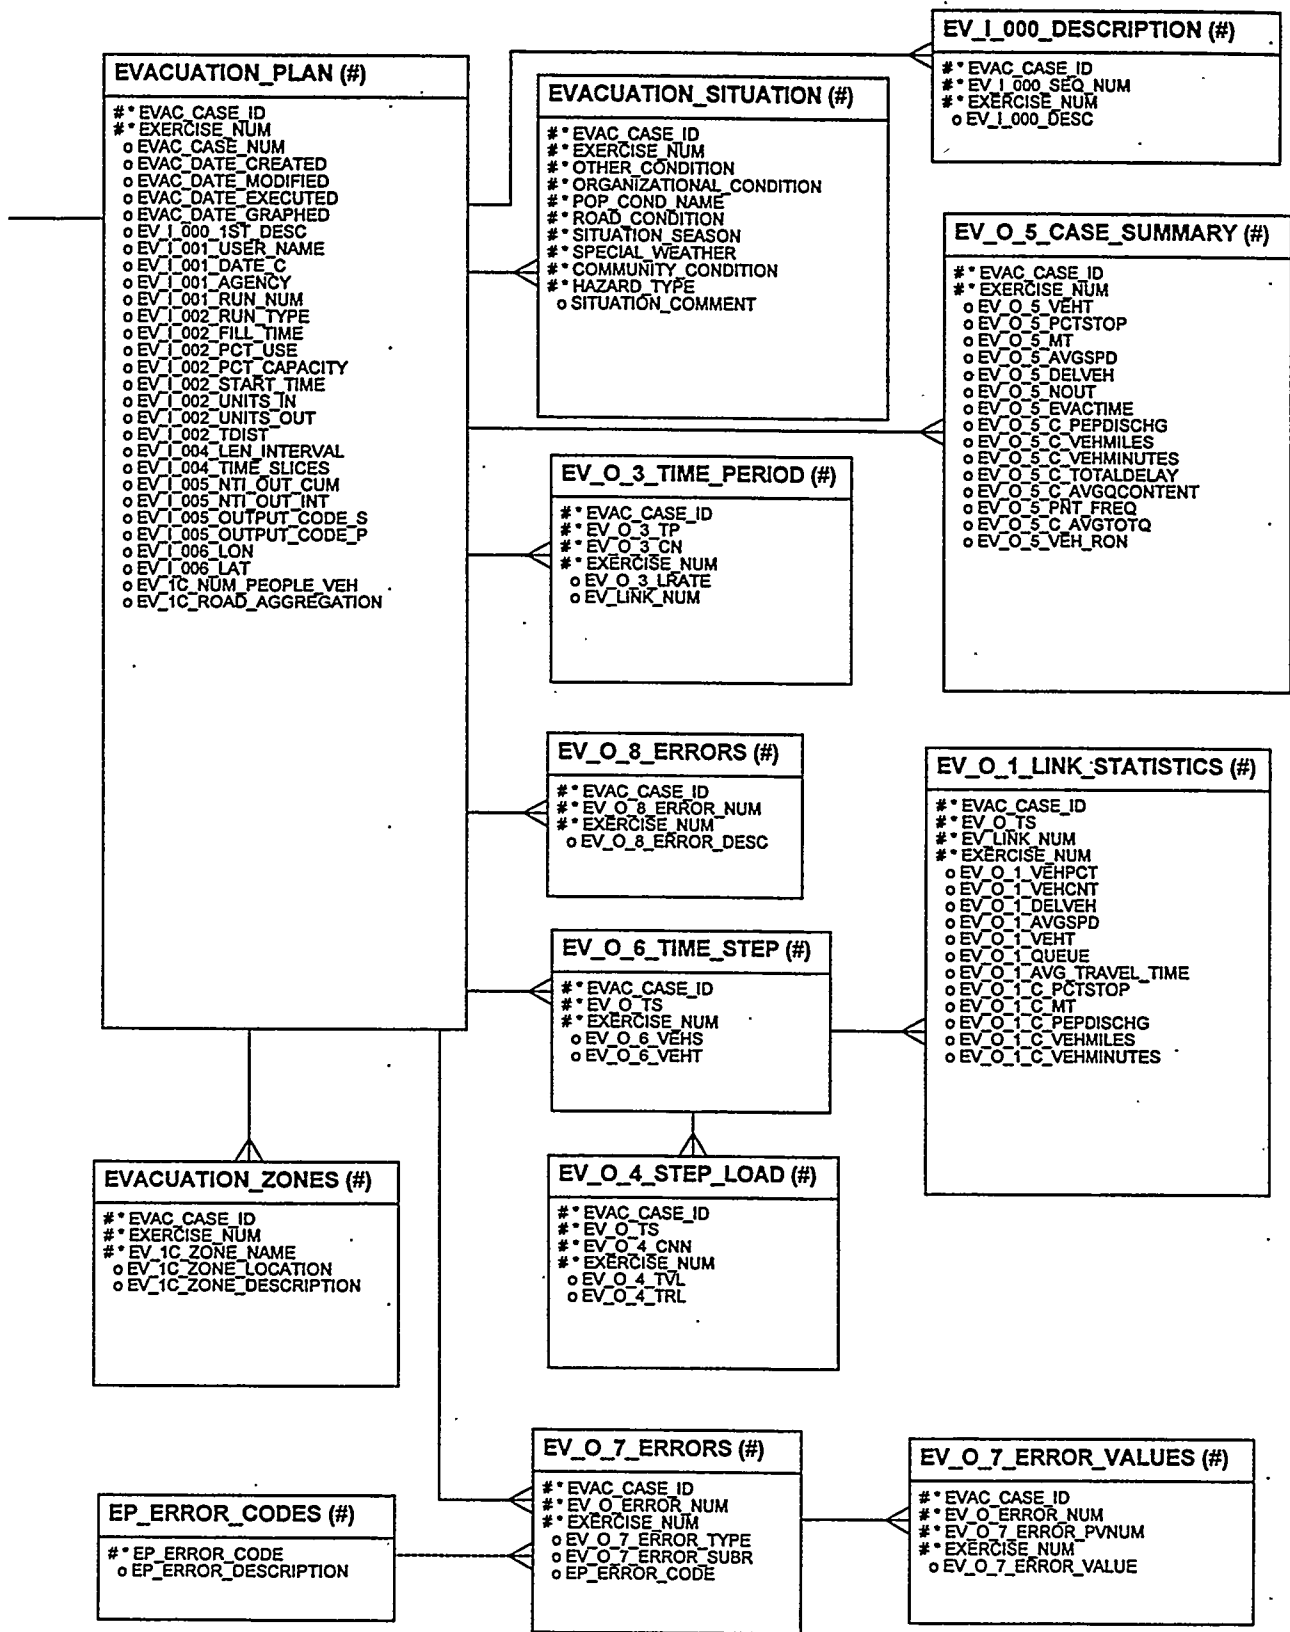 EVACUATION_PLAN (#)
#* EVAC_CASE_ID
#* EXERCISE_NUM
o EVAC_CASE_NUM
o EVAC_DATE_CREATED
o EVAC_DATE_MODIFIED
o EVAC_DATE_EXECUTED
o EVAC_DATE_GRAPHED
o EV_I_000_1ST_DESC
o EV_I_001_USER_NAME
o EV_I_001_DATE_C
o EV_I_001_AGENCY
o EV_I_001_RUN_NUM
o EV_I_002_RUN_TYPE
o EV_I_002_FILL_TIME
o EV_I_002_PCT_USE
o EV_I_002_PCT_CAPACITY
o EV_I_002_START_TIME
o EV_I_002_UNITS_IN
o EV_I_002_UNITS_OUT
o EV_I_002_TDIST
o EV_I_004_LEN_INTERVAL
o EV_I_004_TIME_SLICES
o EV_I_005_NTI_OUT_CUM
o EV_I_005_NTI_OUT_INT
o EV_I_005_OUTPUT_CODE_S
o EV_I_005_OUTPUT_CODE_P
o EV_I_006_LON
o EV_I_006_LAT
o EV_1C_NUM_PEOPLE_VEH
o EV_1C_ROAD_AGGREGATION
EVACUATION_SITUATION (#)
#* EVAC_CASE_ID
#* EXERCISE_NUM
#* OTHER_CONDITION
#* ORGANIZATIONAL_CONDITION
#* POP_COND_NAME
#* ROAD_CONDITION
#* SITUATION_SEASON
#* SPECIAL_WEATHER
#* COMMUNITY_CONDITION
#* HAZARD_TYPE
o SITUATION_COMMENT
EV_I_000_DESCRIPTION (#)
#* EVAC_CASE_ID
#* EV_I_000_SEQ_NUM
#* EXERCISE_NUM
o EV_I_000_DESC
EV_O_5_CASE_SUMMARY (#)
#* EVAC_CASE_ID
#* EXERCISE_NUM
o EV_O_5_VEHT
o EV_O_5_PCTSTOP
o EV_O_5_MT
o EV_O_5_AVGSPD
o EV_O_5_DELVEH
o EV_O_5_NOUT
o EV_O_5_EVACTIME
o EV_O_5_C_PEPDISCHG
o EV_O_5_C_VEHMILES
o EV_O_5_C_VEHMINUTES
o EV_O_5_C_TOTALDELAY
o EV_O_5_C_AVGQCONTENT
o EV_O_5_PNT_FREQ
o EV_O_5_C_AVGTOTQ
o EV_O_5_VEH_RON
EV_O_3_TIME_PERIOD (#)
#* EVAC_CASE_ID
#* EV_O_3_TP
#* EV_O_3_CN
#* EXERCISE_NUM
o EV_O_3_LRATE
o EV_LINK_NUM
EV_O_8_ERRORS (#)
#* EVAC_CASE_ID
#* EV_O_8_ERROR_NUM
#* EXERCISE_NUM
o EV_O_8_ERROR_DESC
EV_O_1_LINK_STATISTICS (#)
#* EVAC_CASE_ID
#* EV_O_TS
#* EV_LINK_NUM
#* EXERCISE_NUM
o EV_O_1_VEHPCT
o EV_O_1_VEHCNT
o EV_O_1_DELVEH
o EV_O_1_AVGSPD
o EV_O_1_VEHT
o EV_O_1_QUEUE
o EV_O_1_AVG_TRAVEL_TIME
o EV_O_1_C_PCTSTOP
o EV_O_1_C_MT
o EV_O_1_C_PEPDISCHG
o EV_O_1_C_VEHMILES
o EV_O_1_C_VEHMINUTES
EV_O_6_TIME_STEP (#)
#* EVAC_CASE_ID
#* EV_O_TS
#* EXERCISE_NUM
o EV_O_6_VEHS
o EV_O_6_VEHT
EVACUATION_ZONES (#)
#* EVAC_CASE_ID
#* EXERCISE_NUM
#* EV_1C_ZONE_NAME
o EV_1C_ZONE_LOCATION
o EV_1C_ZONE_DESCRIPTION
EV_O_4_STEP_LOAD (#)
#* EVAC_CASE_ID
#* EV_O_TS
#* EV_O_4_CNN
#* EXERCISE_NUM
o EV_O_4_TVL
o EV_O_4_TRL
EP_ERROR_CODES (#)
#* EP_ERROR_CODE
o EP_ERROR_DESCRIPTION
EV_O_7_ERRORS (#)
#* EVAC_CASE_ID
#* EV_O_ERROR_NUM
#* EXERCISE_NUM
o EV_O_7_ERROR_TYPE
o EV_O_7_ERROR_SUBR
o EP_ERROR_CODE
EV_O_7_ERROR_VALUES (#)
#* EVAC_CASE_ID
#* EV_O_ERROR_NUM
#* EV_O_7_ERROR_PVNUM
#* EXERCISE_NUM
o EV_O_7_ERROR_VALUE